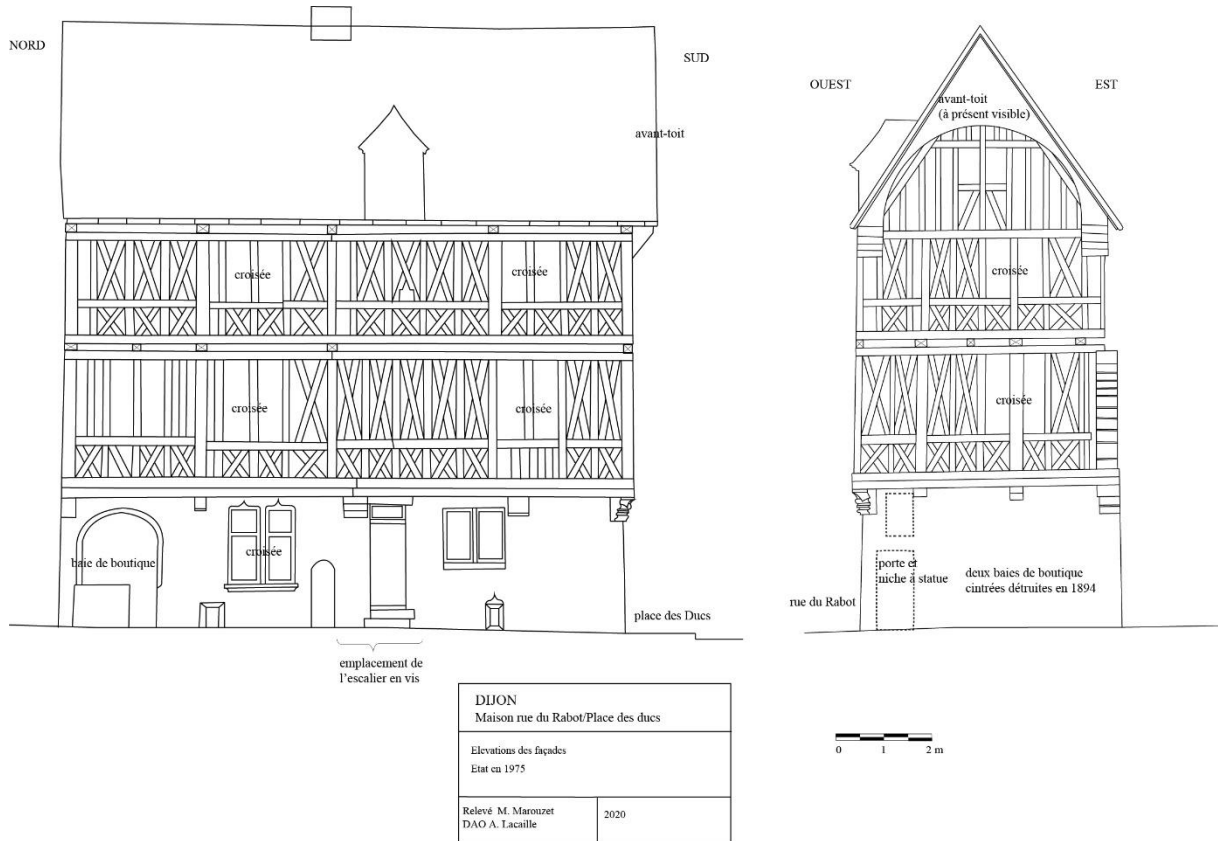 NORD
SUD
avant-toit
croisée
croisée
croisée
croisée
baie de boutique
croisée
place des Ducs
emplacement de
l'escalier en vis
OUEST
EST
avant-toit
(à présent visible)
croisée
croisée
porte et
niche à statue
deux baies de boutique
cintrées détruites en 1894
rue du Rabot
DIJON
Maison rue du Rabot/Place des ducs
Elevations des façades
Etat en 1975
Relevé M. Marouzet
DAO A. Lacaille
2020
0 1 2 m